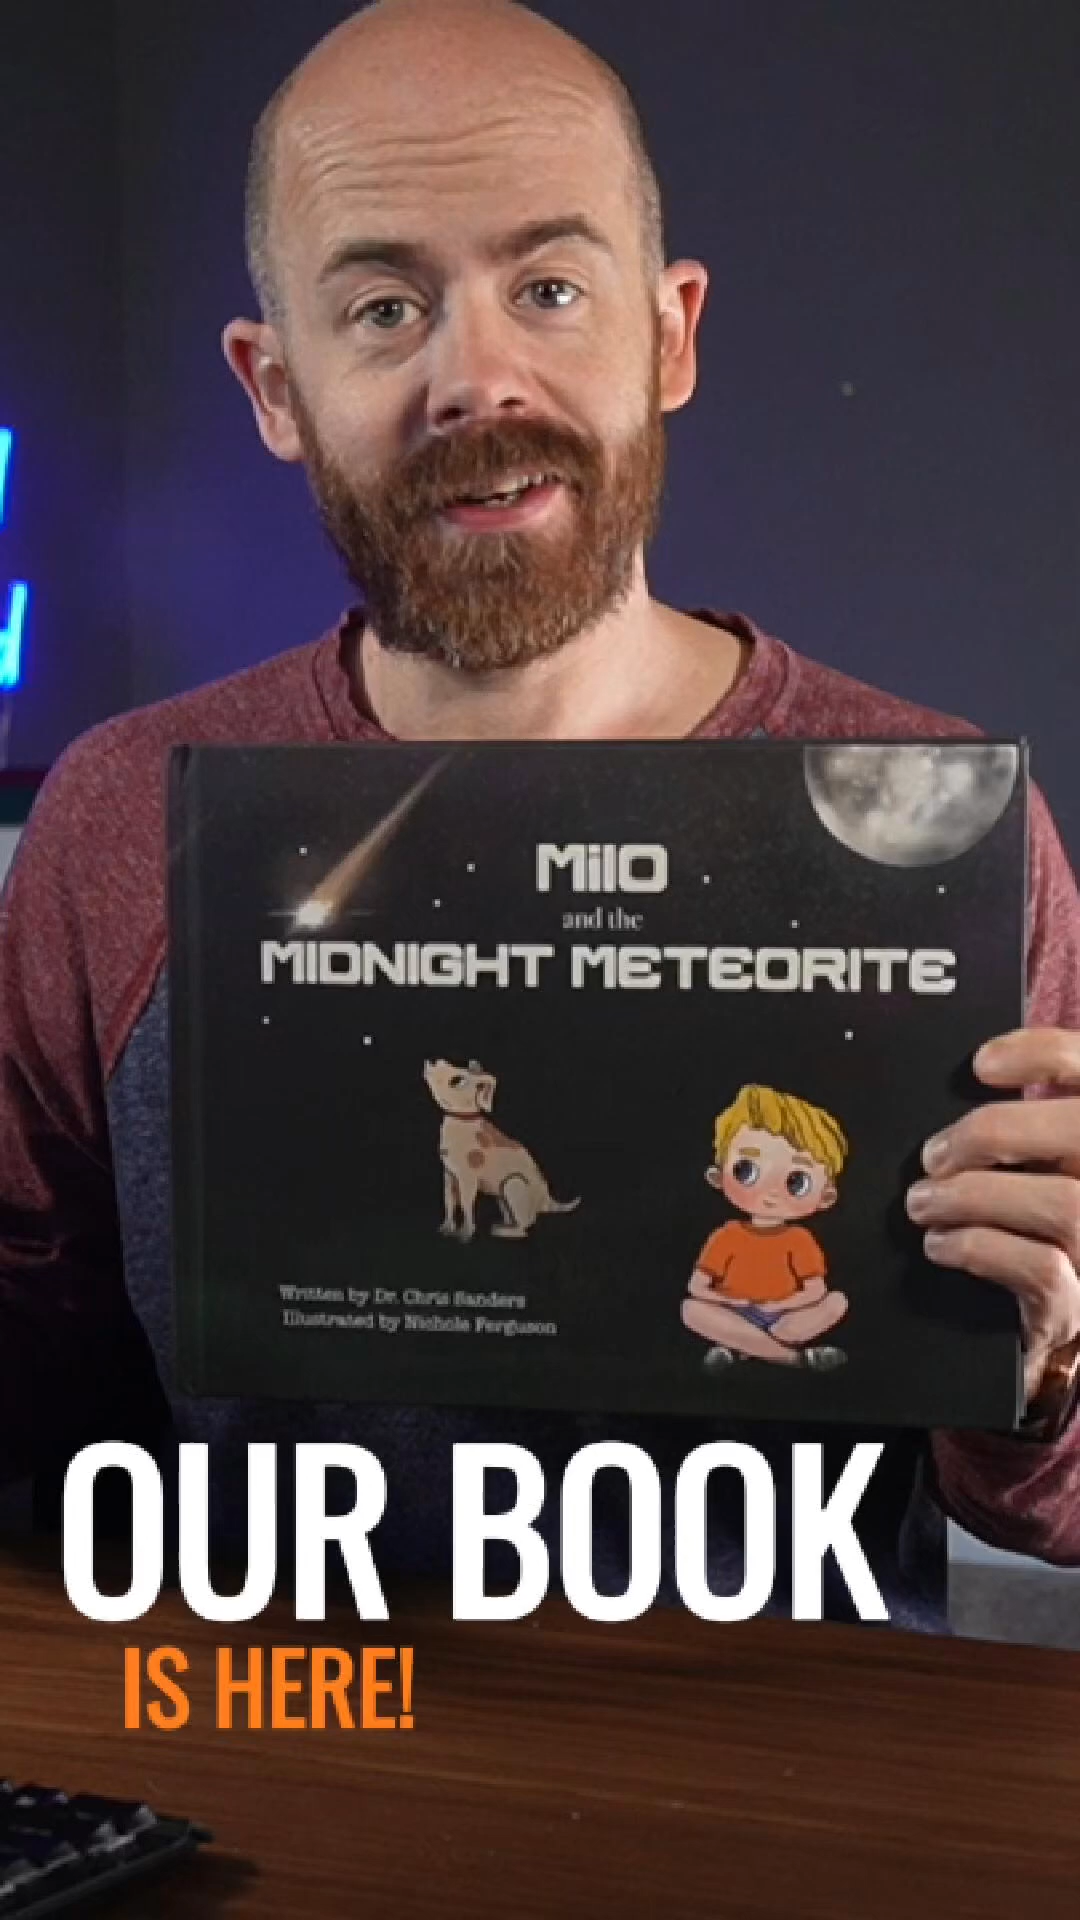 MilO
and the
MIDNIGHT METEORITE
Written by Dr. Chris Sanders
Illustrated by Nichole Ferguson
OUR BOOK
IS HERE!